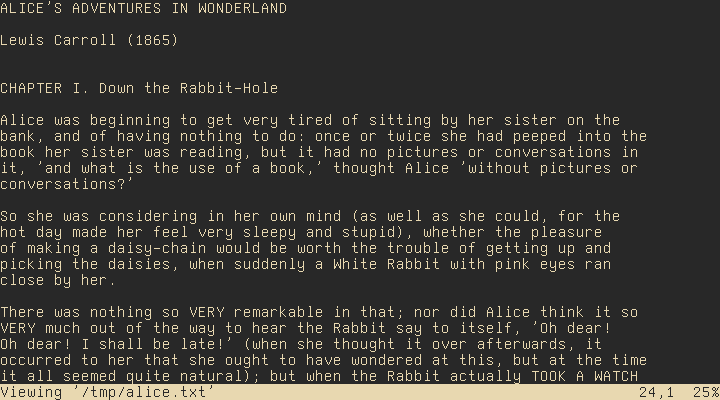 ALICE'S ADVENTURES IN WONDERLAND
Lewis Carroll (1865)
CHAPTER I. Down the Rabbit-Hole
Alice was beginning to get very tired of sitting by her sister on the
bank, and of having nothing to do: once or twice she had peeped into the
book her sister was reading, but it had no pictures or conversations in
it, 'and what is the use of a book,' thought Alice 'without pictures or
conversations?'
So she was considering in her own mind (as well as she could, for the
hot day made her feel very sleepy and stupid), whether the pleasure
of making a daisy-chain would be worth the trouble of getting up and
picking the daisies, when suddenly a White Rabbit with pink eyes ran
close by her.
There was nothing so VERY remarkable in that; nor did Alice think it so
VERY much out of the way to hear the Rabbit say to itself, 'Oh dear!
Oh dear! I shall be late!' (when she thought it over afterwards, it
occurred to her that she ought to have wondered at this, but at the time
it all seemed quite natural); but when the Rabbit actually TOOK A WATCH
Viewing '/tmp/alice.txt' 24,1 25%